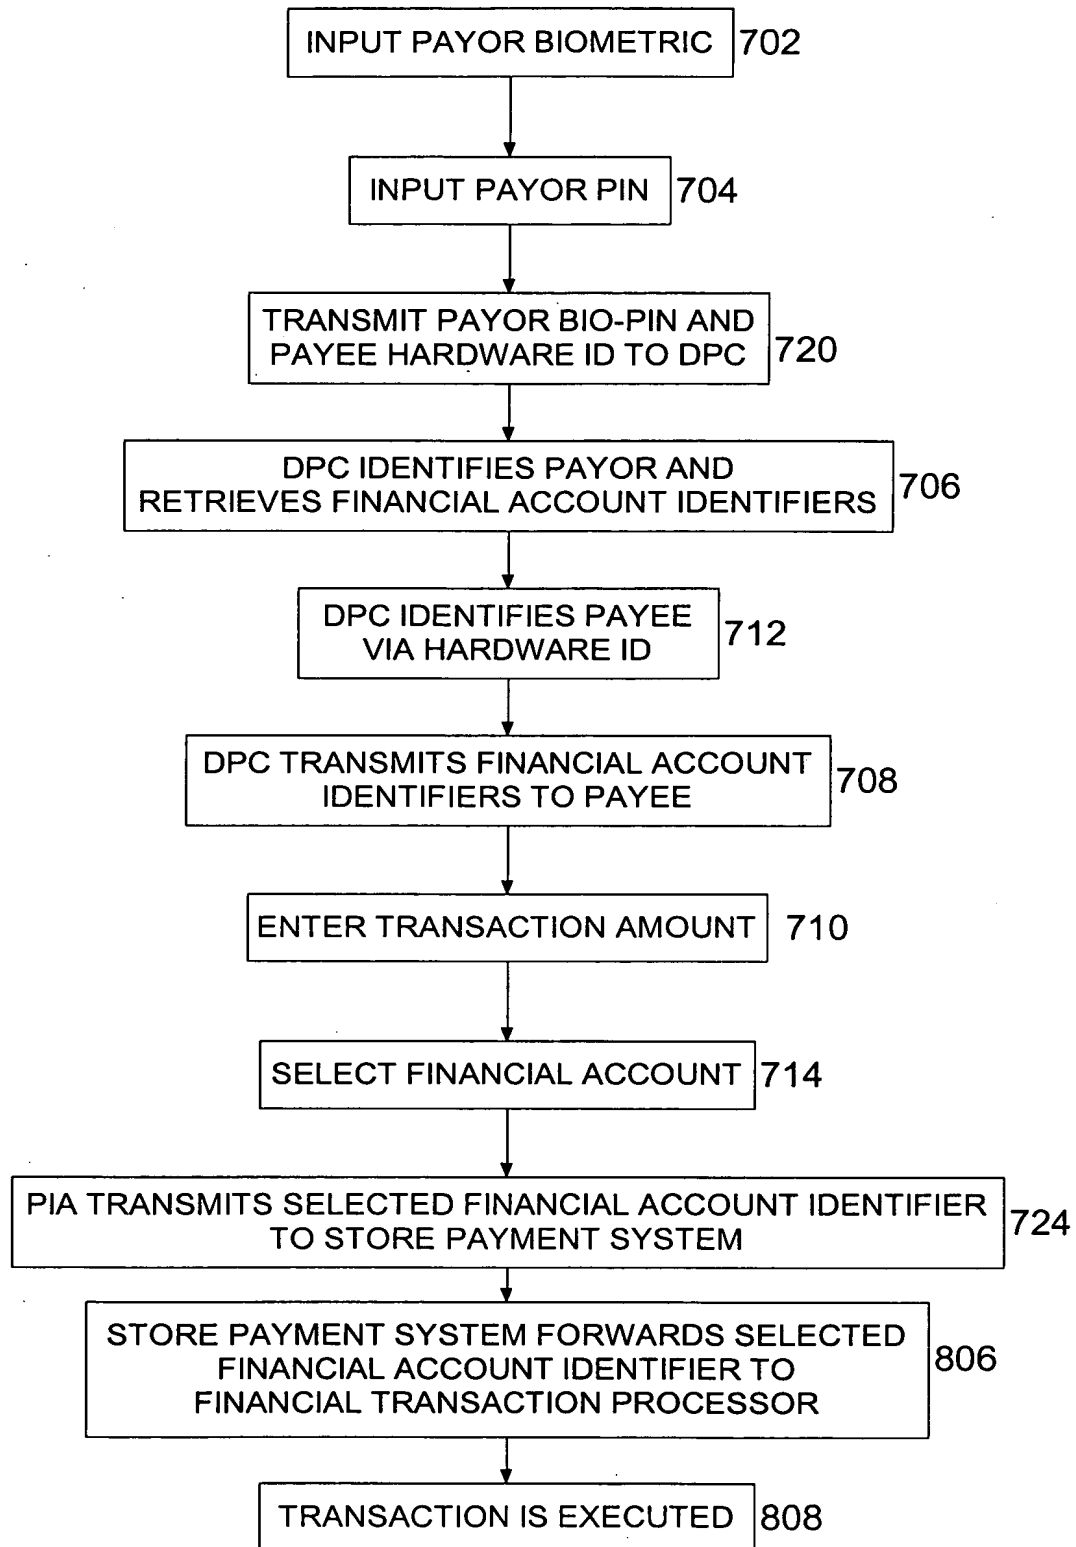 INPUT PAYOR BIOMETRIC 702
INPUT PAYOR PIN 704
TRANSMIT PAYOR BIO-PIN AND
PAYEE HARDWARE ID TO DPC 720
DPC IDENTIFIES PAYOR AND
RETRIEVES FINANCIAL ACCOUNT IDENTIFIERS 706
DPC IDENTIFIES PAYEE
VIA HARDWARE ID 712
DPC TRANSMITS FINANCIAL ACCOUNT
IDENTIFIERS TO PAYEE 708
ENTER TRANSACTION AMOUNT 710
SELECT FINANCIAL ACCOUNT 714
PIA TRANSMITS SELECTED FINANCIAL ACCOUNT IDENTIFIER
TO STORE PAYMENT SYSTEM 724
STORE PAYMENT SYSTEM FORWARDS SELECTED
FINANCIAL ACCOUNT IDENTIFIER TO 806
FINANCIAL TRANSACTION PROCESSOR
TRANSACTION IS EXECUTED 808